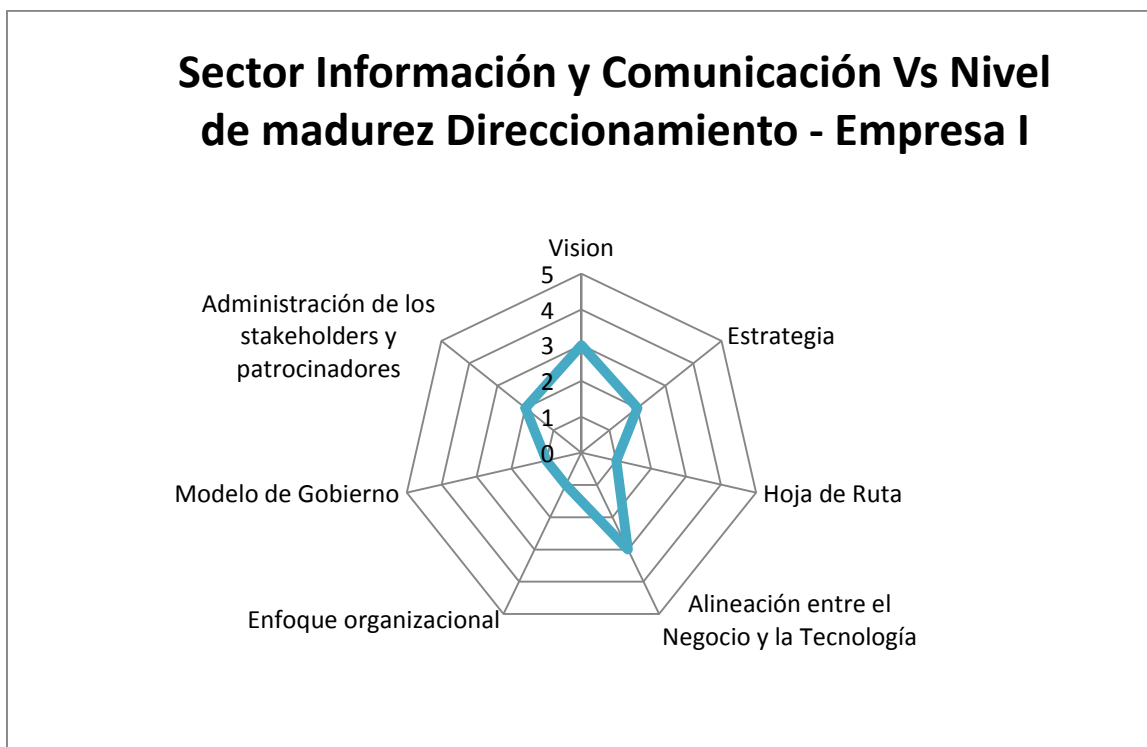 Sector Información y Comunicación Vs Nivel
de madurez Direccionamiento - Empresa I
Vision
Estrategia
Hoja de Ruta
Alineación entre el
Negocio y la Tecnología
Enfoque organizacional
Modelo de Gobierno
Administración de los
stakeholders y
patrocinadores
5
4
3
2
1
0